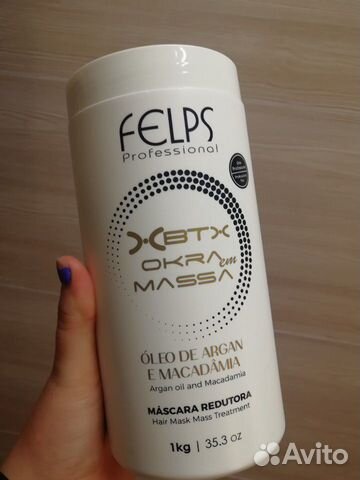 FELPS
Professional
XBTX
OKRA em
MASSA
ÓLEO DE ARGAN
E MACADÂMIA
Argan oil and Macadamia
MÁSCARA REDUTORA
Hair Mask Mass Treatment
1kg | 35.3 oz
Avito